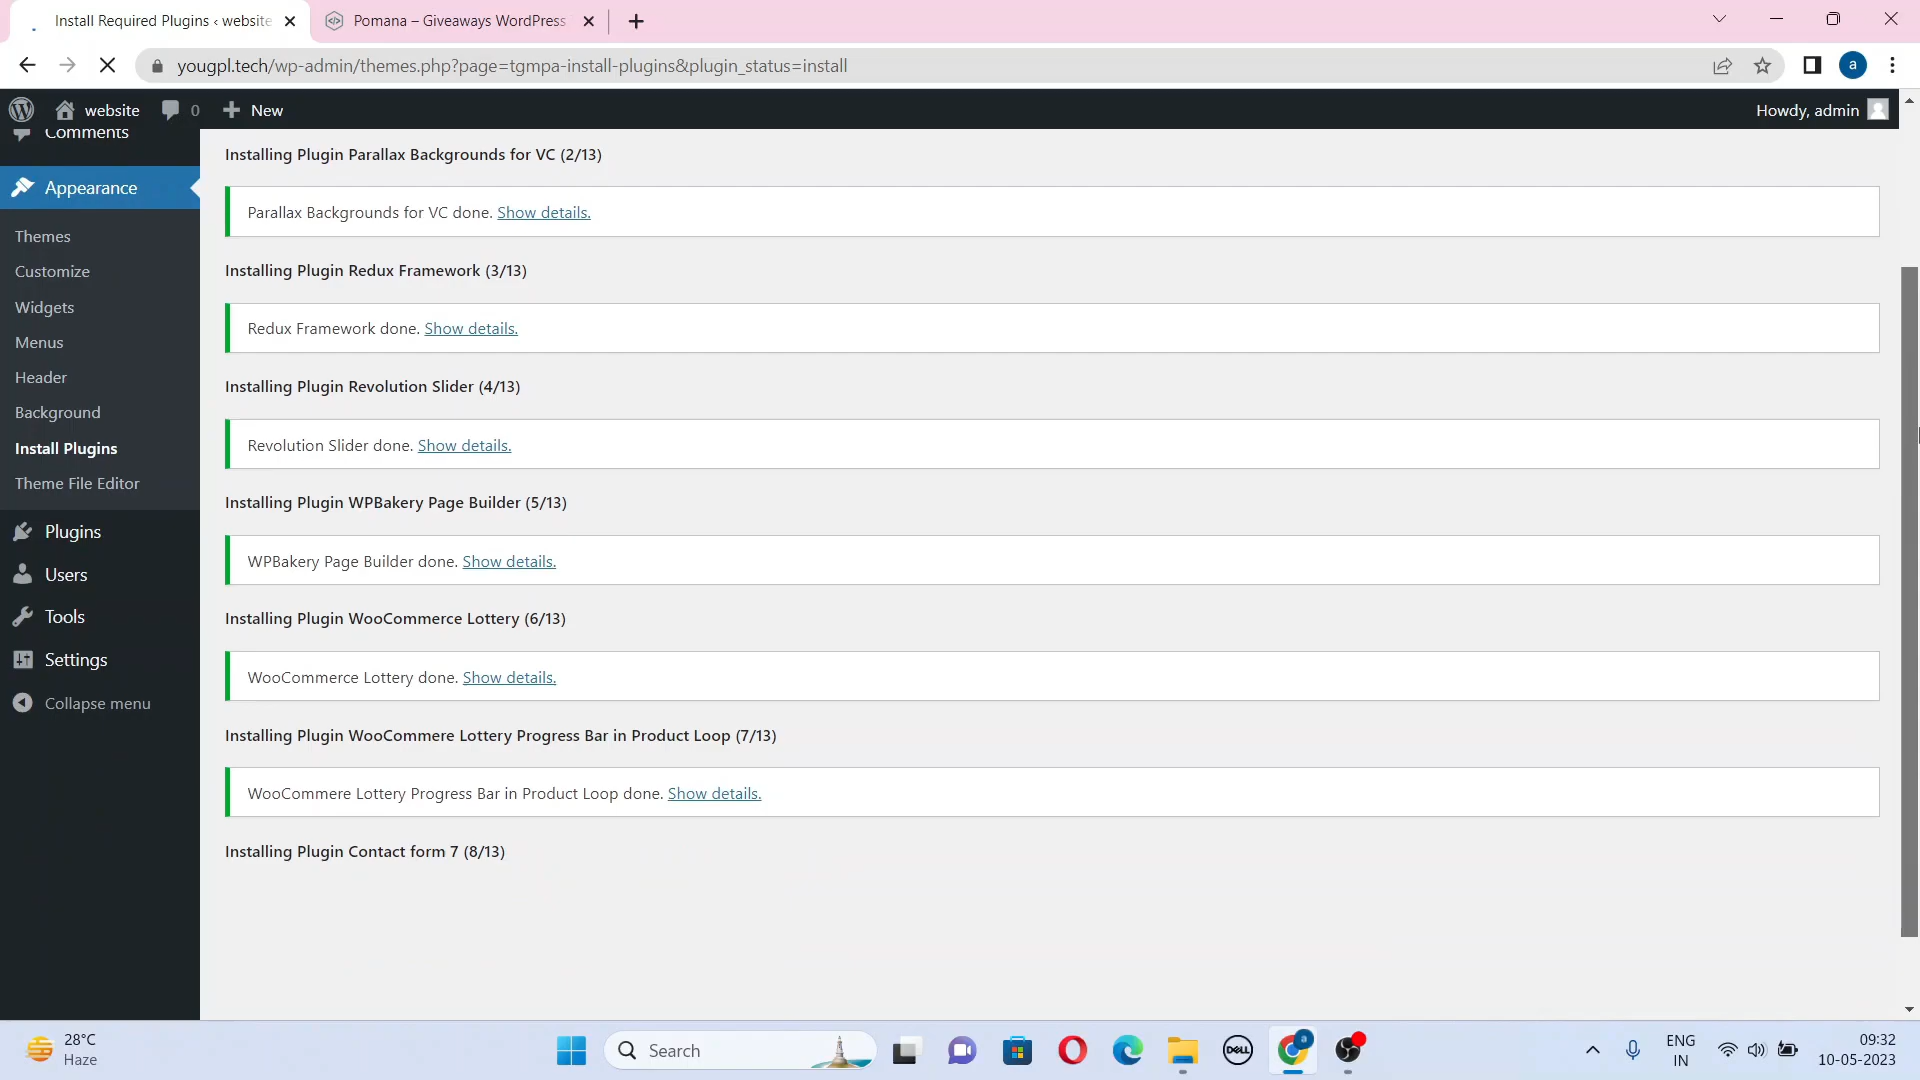 Install Required Plugins ‹ website
Pomana – Giveaways WordPress
yougpl.tech/wp-admin/themes.php?page=tgmpa-install-plugins&plugin_status=install
a
website
0
New
Howdy, admin
Comments
Appearance
Themes
Customize
Widgets
Menus
Header
Background
Install Plugins
Theme File Editor
Plugins
Users
Tools
Settings
Collapse menu
Installing Plugin Parallax Backgrounds for VC (2/13)
Parallax Backgrounds for VC done. Show details.
Installing Plugin Redux Framework (3/13)
Redux Framework done. Show details.
Installing Plugin Revolution Slider (4/13)
Revolution Slider done. Show details.
Installing Plugin WPBakery Page Builder (5/13)
WPBakery Page Builder done. Show details.
Installing Plugin WooCommerce Lottery (6/13)
WooCommerce Lottery done. Show details.
Installing Plugin WooCommere Lottery Progress Bar in Product Loop (7/13)
WooCommere Lottery Progress Bar in Product Loop done. Show details.
Installing Plugin Contact form 7 (8/13)
28°C
Haze
Search
DELL
a
ENG
IN
09:32
10-05-2023